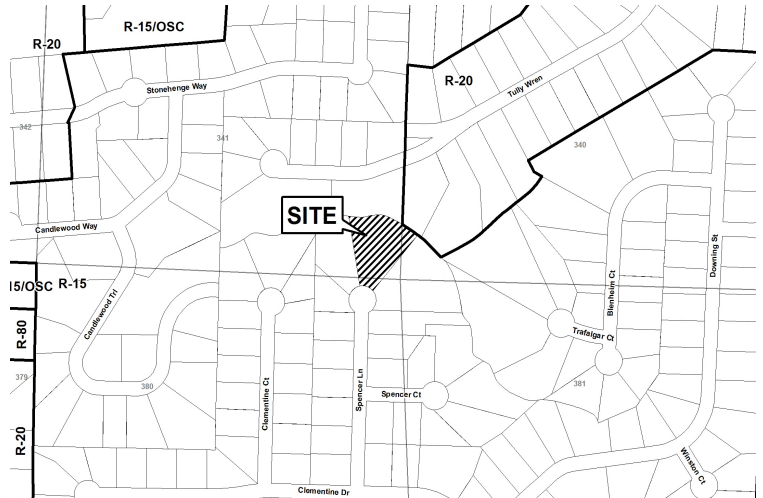 R-15/OSC
R-20
R-20
Stonehenge Way
Tully Wren
342
341
340
SITE
Candlewood Way
Downing St
15/OSC
R-15
Blenheim Ct
Candlewood Trl
R-80
Trafalgar Ct
379
380
381
Clementine Ct
Spencer Ln
Spencer Ct
R-20
Winston Ct
Clementine Dr